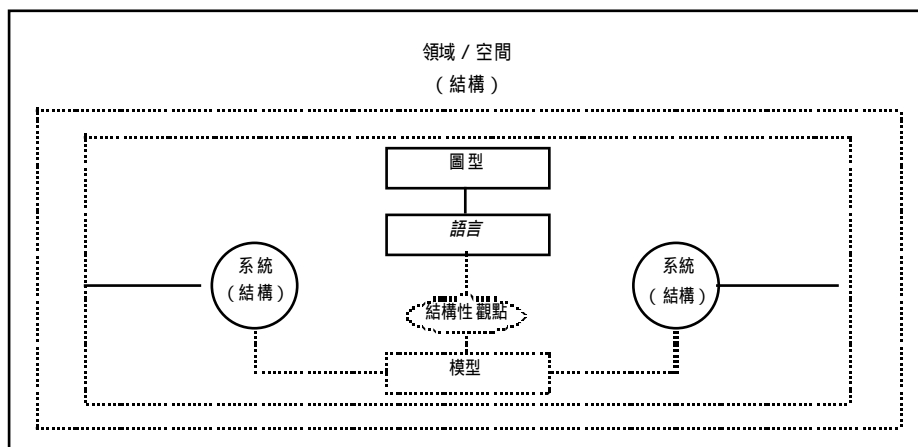 領域 / 空間
（結構）
圖型
語言
系統
（結構）
系統
（結構）
結構性觀點
模型